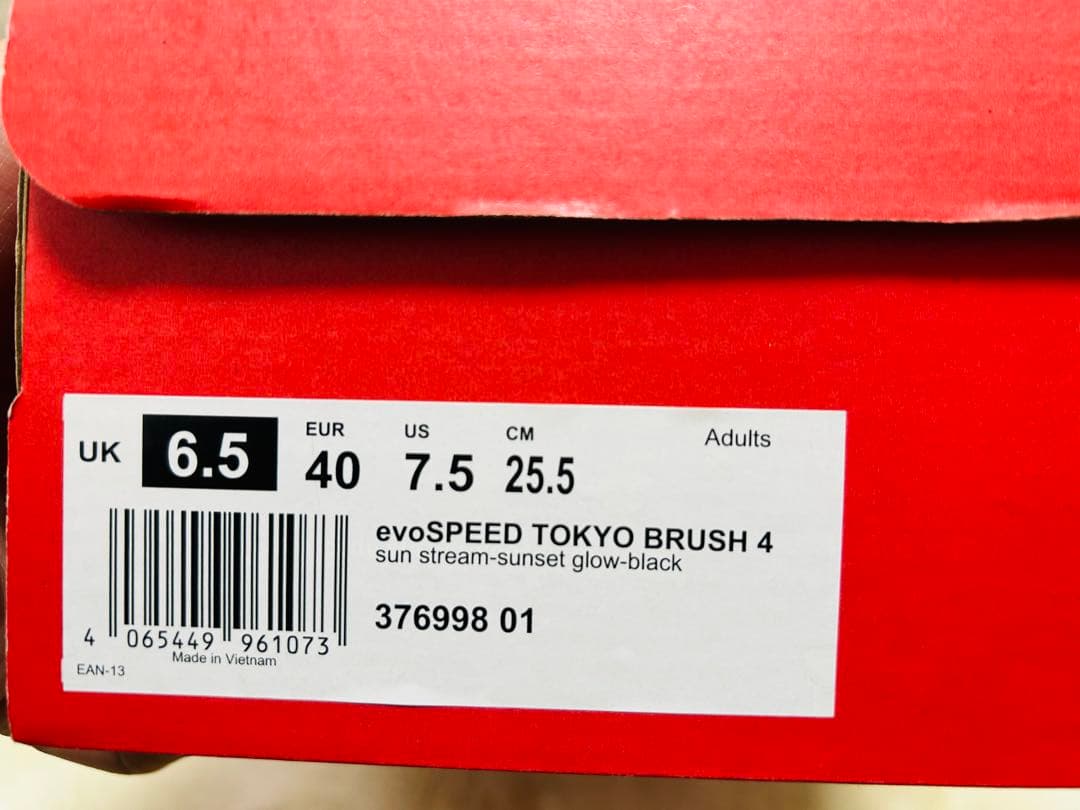 UK 6.5 EUR 40 US 7.5 CM 25.5 Adults
evoSPEED TOKYO BRUSH 4
sun stream-sunset glow-black
376998 01
4 065449 961073
Made in Vietnam
EAN-13